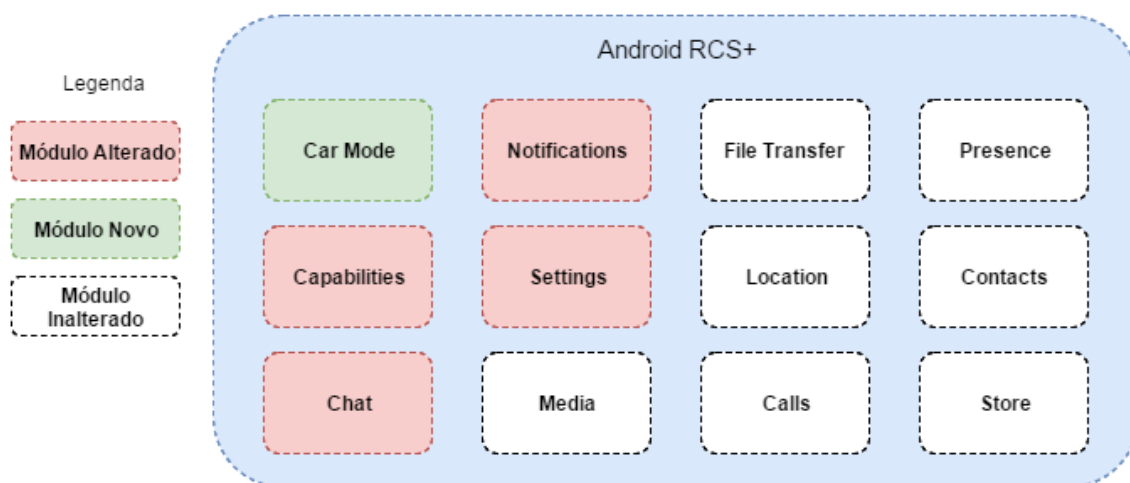 Android RCS+
Legenda
Módulo Alterado
Módulo Novo
Módulo
Inalterado
Car Mode
Notifications
File Transfer
Presence
Capabilities
Settings
Location
Contacts
Chat
Media
Calls
Store